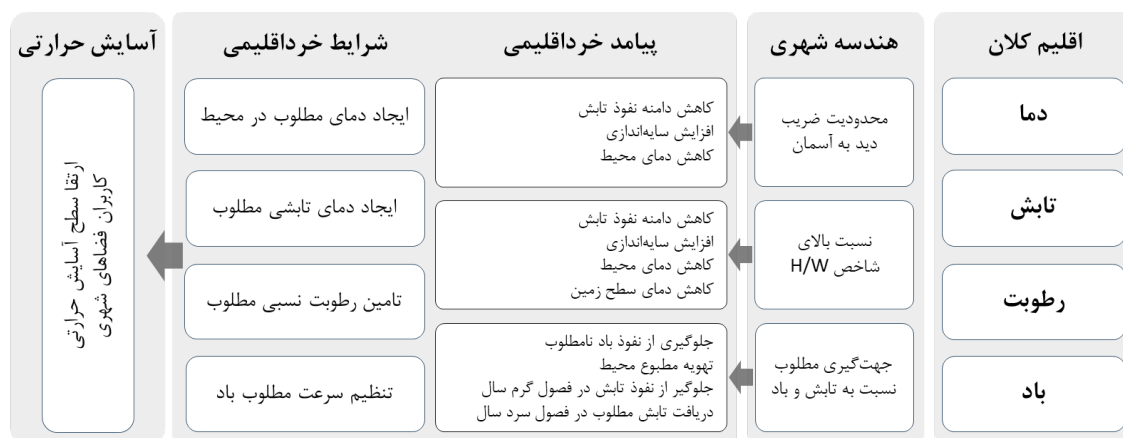 اقلیم کلان
دما
تابش
رطوبت
باد
هندسه شهری
محدودیت ضریب
دید به آسمان
نسبت بالای
شاخص H/W
جهت‌گیری مطلوب
نسبت به تابش و باد
پیامد خرداقلیمی
کاهش دامنه نفوذ تابش
افزایش سایه‌اندازی
کاهش دمای محیط
کاهش دامنه نفوذ تابش
افزایش سایه‌اندازی
کاهش دمای محیط
کاهش دمای سطح زمین
جلوگیری از نفوذ باد نامطلوب
تهویه مطبوع محیط
جلوگیر از نفوذ تابش در فصول گرم سال
دریافت تابش مطلوب در فصول سرد سال
شرایط خرداقلیمی
ایجاد دمای مطلوب در محیط
ایجاد دمای تابشی مطلوب
تامین رطوبت نسبی مطلوب
تنظیم سرعت مطلوب باد
آسایش حرارتی
ارتقا سطح آسایش حرارتی
کاربران فضاهای شهری